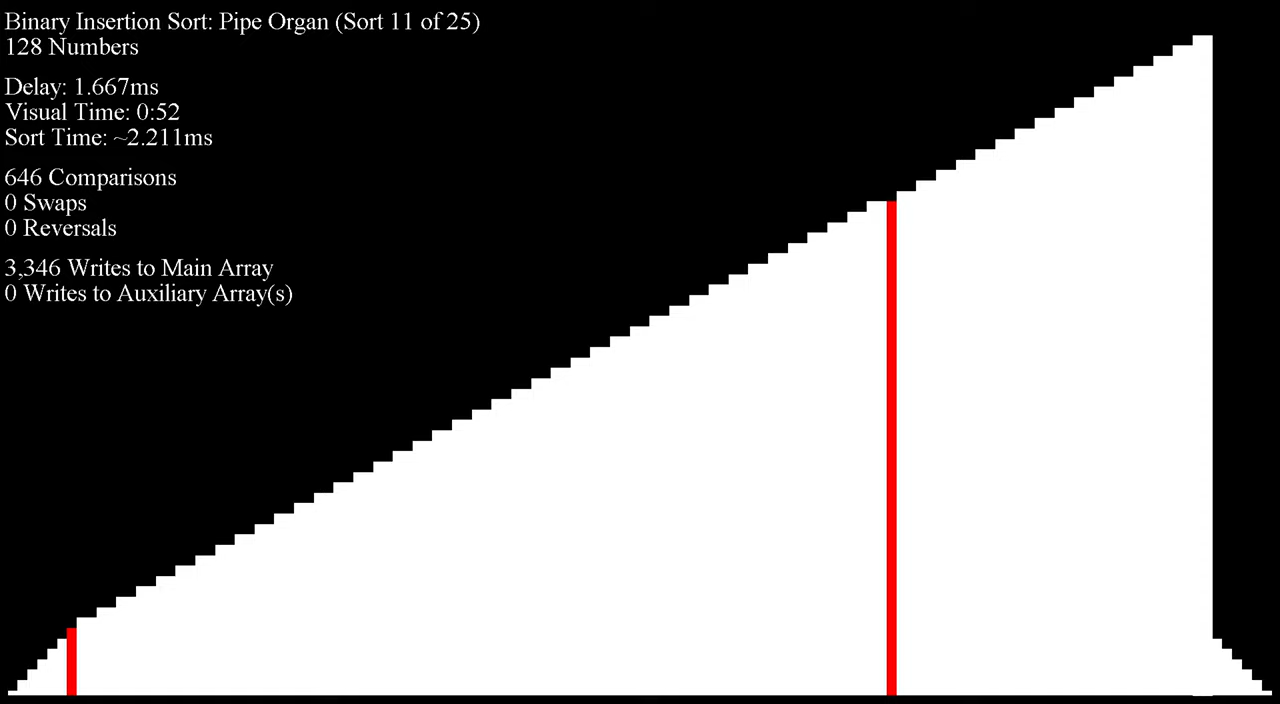 Binary Insertion Sort: Pipe Organ (Sort 11 of 25)
128 Numbers
Delay: 1.667ms
Visual Time: 0:52
Sort Time: ~2.211ms
646 Comparisons
0 Swaps
0 Reversals
3,346 Writes to Main Array
0 Writes to Auxiliary Array(s)